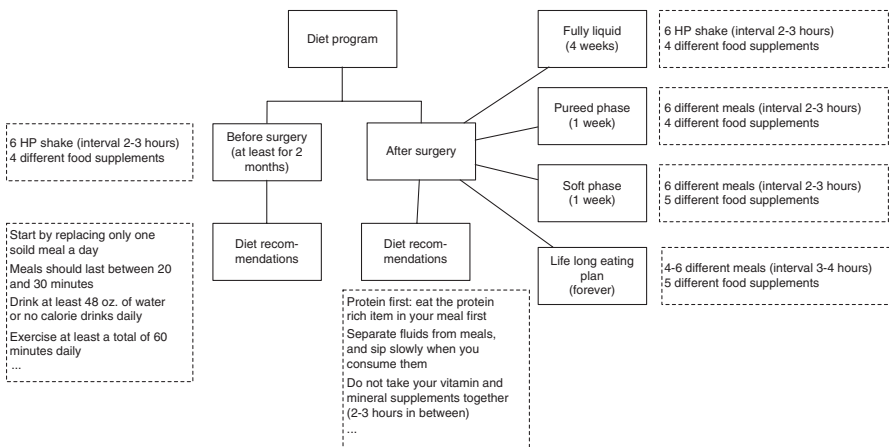 Diet program
Before surgery
(at least for 2
months)
After surgery
6 HP shake (interval 2-3 hours)
4 different food supplements
Diet recom-
mendations
Start by replacing only one
soild meal a day
Meals should last between 20
and 30 minutes
Drink at least 48 oz. of water
or no calorie drinks daily
Exercise at least a total of 60
minutes daily
...
Diet recom-
mendations
Protein first: eat the protein
rich item in your meal first
Separate fluids from meals,
and sip slowly when you
consume them
Do not take your vitamin and
mineral supplements together
(2-3 hours in between)
...
Fully liquid
(4 weeks)
6 HP shake (interval 2-3 hours)
4 different food supplements
Pureed phase
(1 week)
6 different meals (interval 2-3 hours)
4 different food supplements
Soft phase
(1 week)
6 different meals (interval 2-3 hours)
5 different food supplements
Life long eating
plan
(forever)
4-6 different meals (interval 3-4 hours)
5 different food supplements